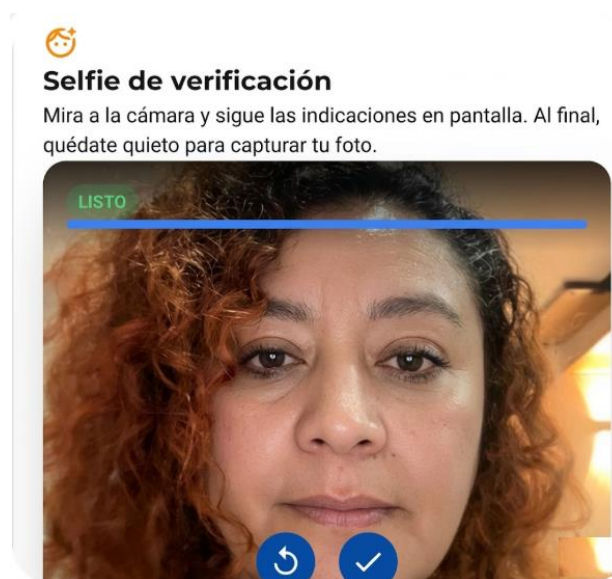 Selfie de verificación
Mira a la cámara y sigue las indicaciones en pantalla. Al final,
quédate quieto para capturar tu foto.
LISTO